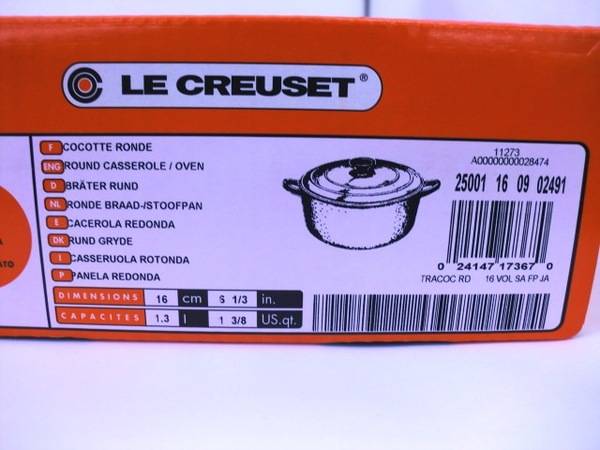 LE CREUSET®
F COCOTTE RONDE
ENG ROUND CASSEROLE / OVEN
D BRÄTER RUND
NL RONDE BRAAD-/STOOFPAN
E CACEROLA REDONDA
DK RUND GRYDE
I CASSERUOLA ROTONDA
P PANELA REDONDA
DIMENSIONS 16 cm 6 1/3 in.
CAPACITES 1.3 l 1 3/8 US.qt.
11273
A00000000028474
25001 16 09 02491
0 24147 17367 0
TRACOC RD 16 VOL SA FP JA
A
ATO